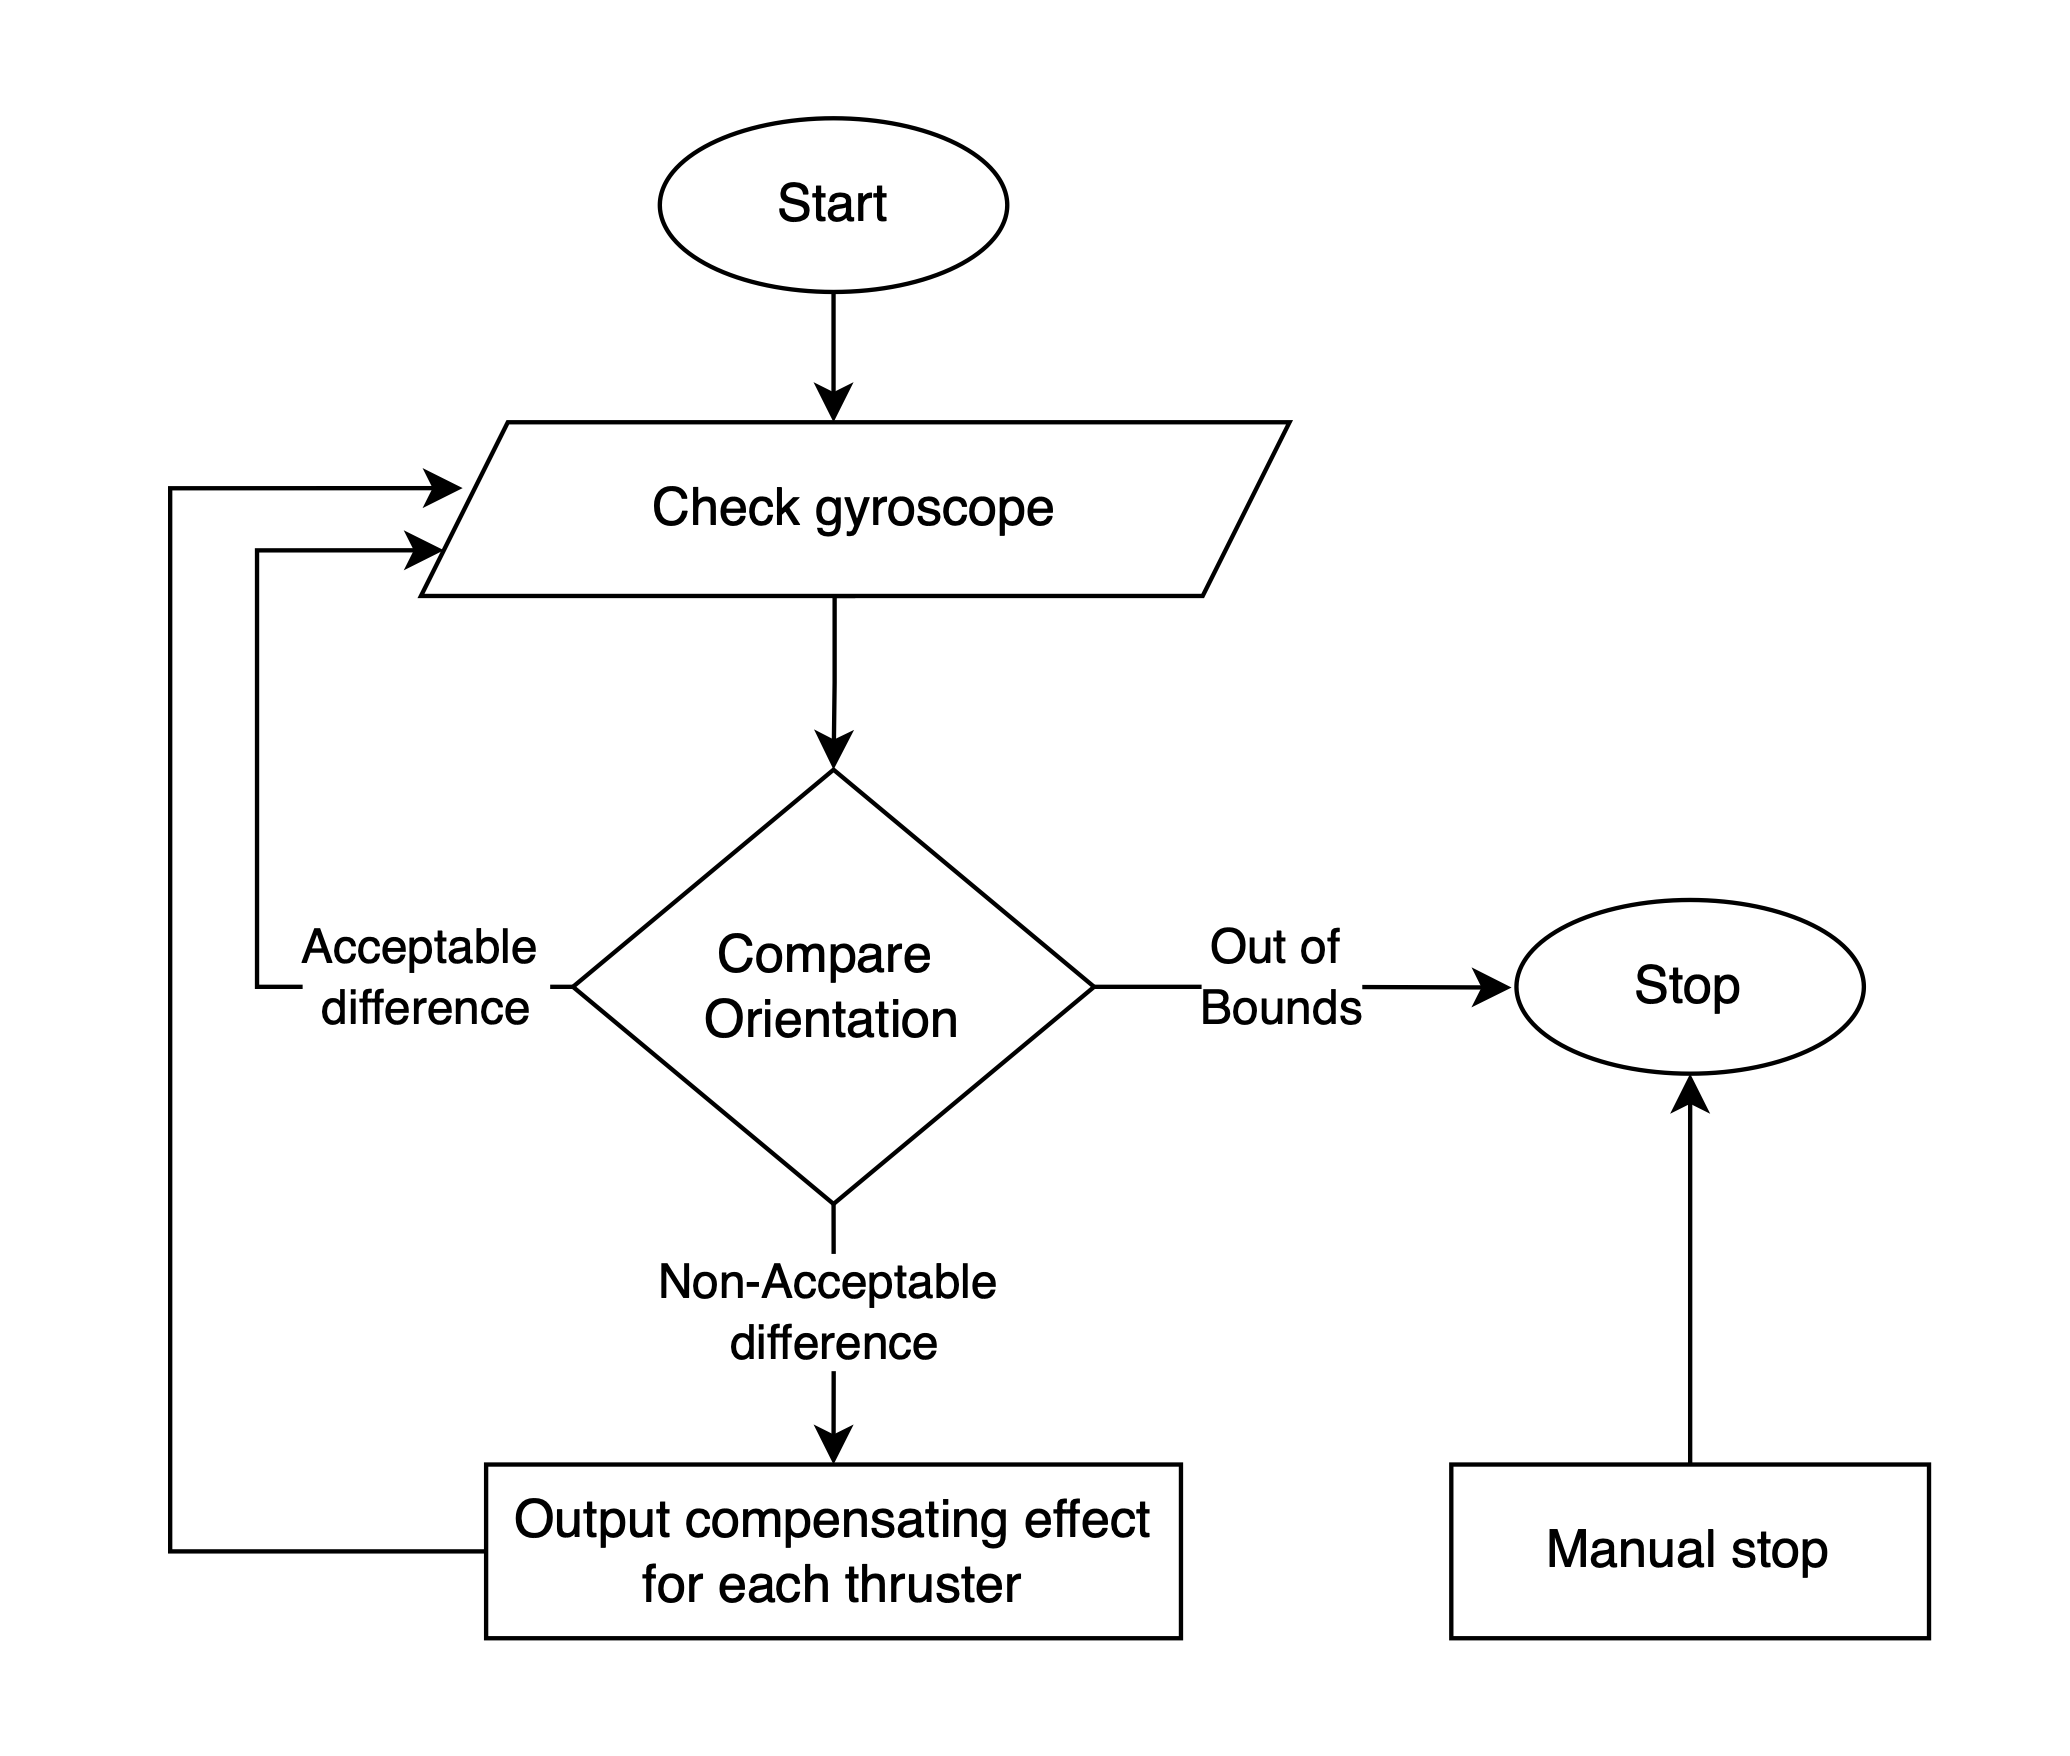 Start
Check gyroscope
Compare
Orientation
Acceptable
difference
Out of
Bounds
Stop
Non-Acceptable
difference
Output compensating effect
for each thruster
Manual stop